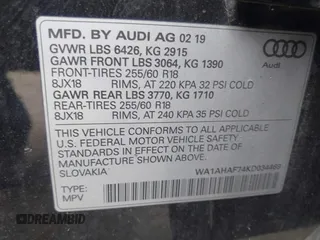 MFD. BY AUDI AG 02 19
GVWR LBS 6426, KG 2915
GAWR FRONT LBS 3064, KG 1390
FRONT-TIRES 255/60 R18
8JX18 RIMS, AT 220 KPA 32 PSI COLD
GAWR REAR LBS 3770, KG 1710
REAR-TIRES 255/60 R18
8JX18 RIMS, AT 240 KPA 35 PSI COLD
Audi
THIS VEHICLE CONFORMS TO ALL APPLICABLE
U.S. FEDERAL MOTOR VEHICLE SAFETY
STANDARDS IN EFFECT ON THE DATE OF
MANUFACTURE SHOWN ABOVE.
SLOVAKIA
TYPE:
MPV
DREAMBID